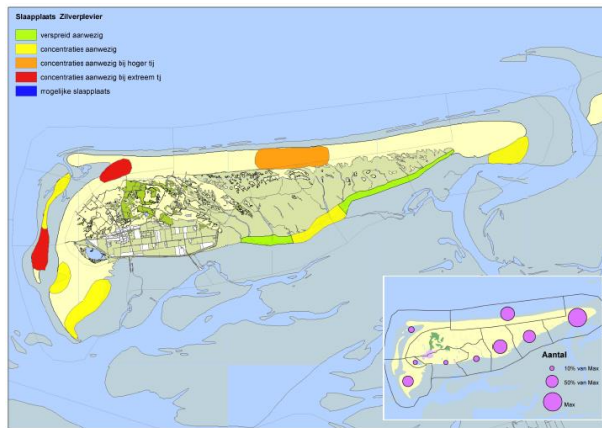 Slaapplaats Zilverplevier
verspreid aanwezig
concentraties aanwezig
concentraties aanwezig bij hoger tij
concentraties aanwezig bij extreem tij
mogelijke slaapplaats
Aantal
10% van Max
50% van Max
Max